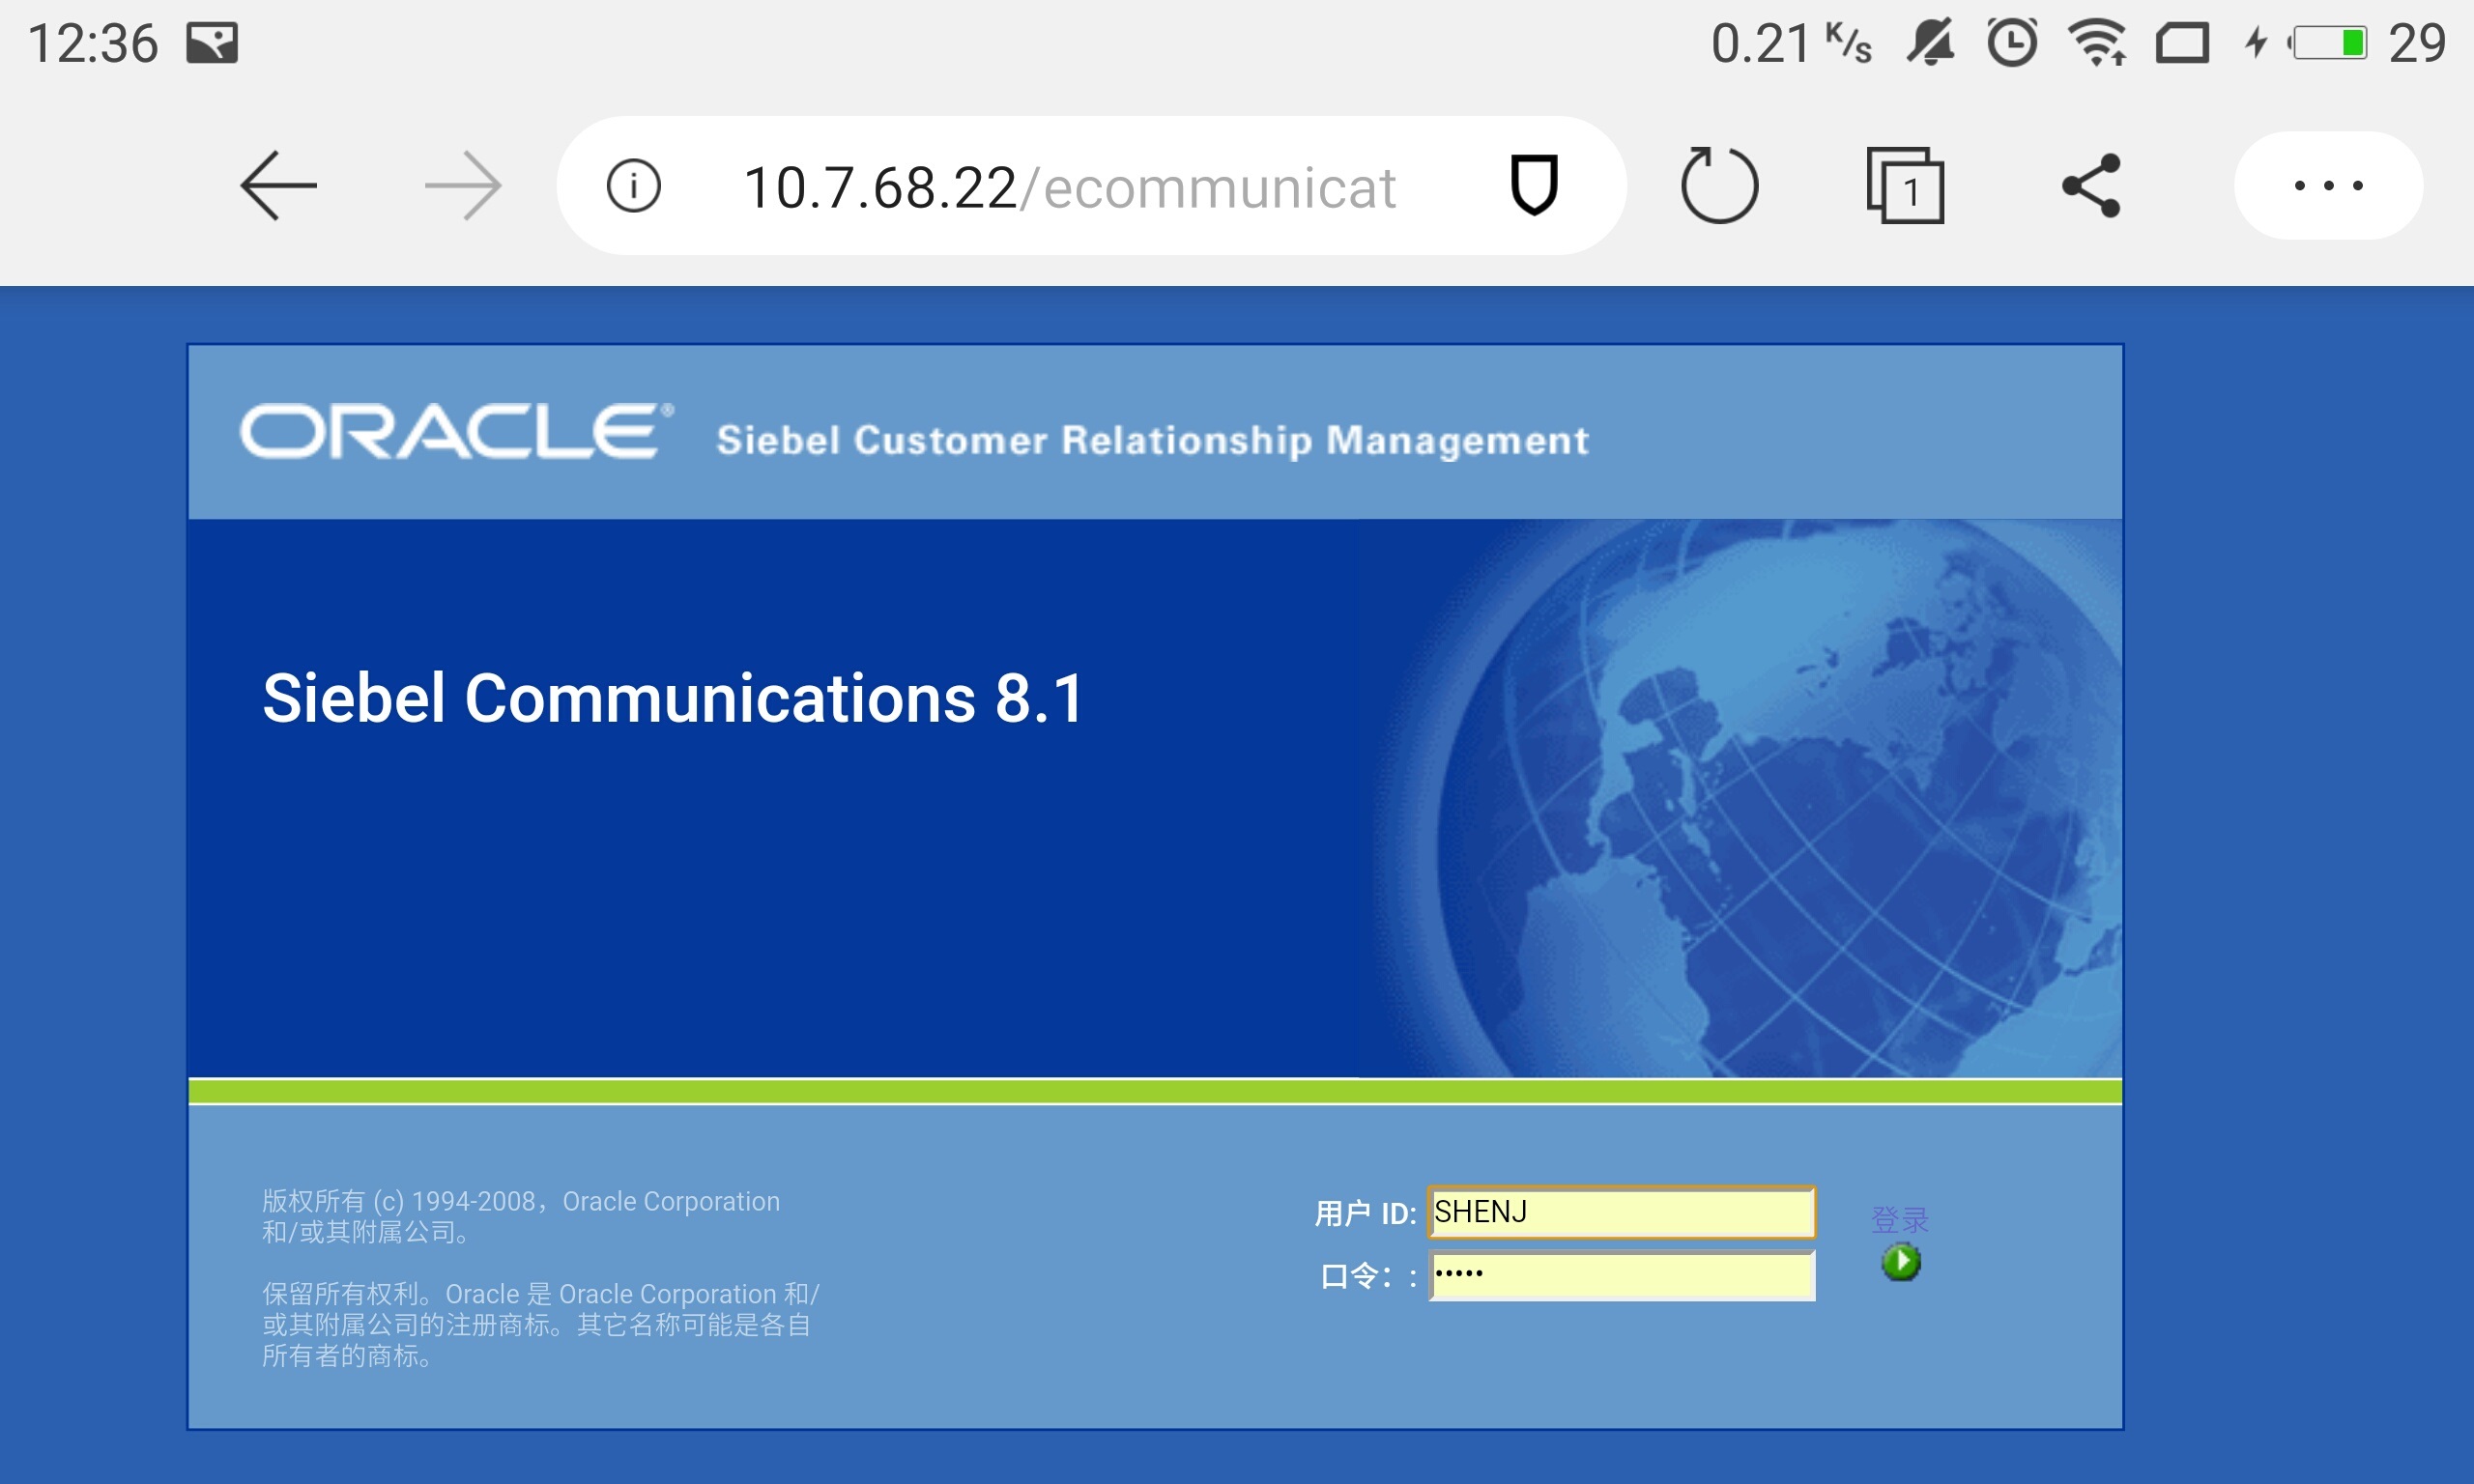 12:36
0.21 K/s
29
10.7.68.22/ecommunicat
1
ORACLE® Siebel Customer Relationship Management
Siebel Communications 8.1
版权所有 (c) 1994-2008，Oracle Corporation
和/或其附属公司。
保留所有权利。Oracle 是 Oracle Corporation 和/
或其附属公司的注册商标。其它名称可能是各自
所有者的商标。
用户 ID: SHENJ
登录
口令：: •••••